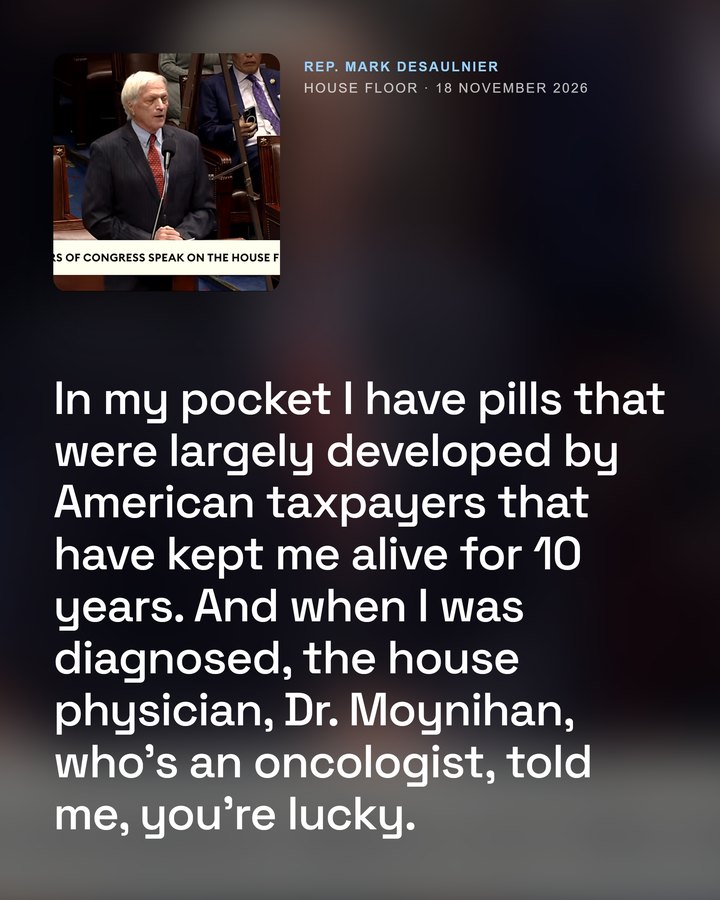 REP. MARK DESAULNIER
HOUSE FLOOR · 18 NOVEMBER 2026
RS OF CONGRESS SPEAK ON THE HOUSE F
In my pocket I have pills that
were largely developed by
American taxpayers that
have kept me alive for 10
years. And when I was
diagnosed, the house
physician, Dr. Moynihan,
who's an oncologist, told
me, you're lucky.